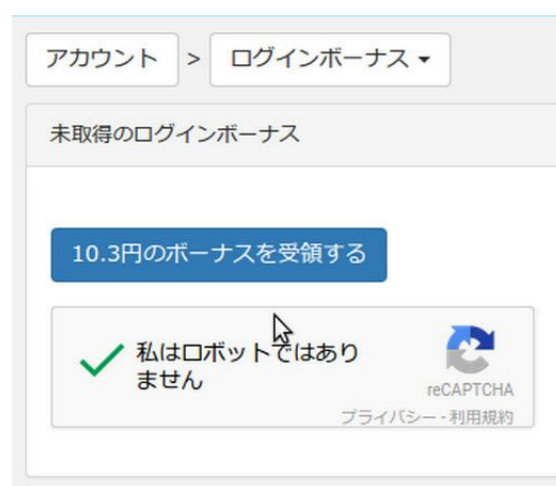 アカウント > ログインボーナス
未取得のログインボーナス
10.3円のボーナスを受領する
私はロボットではあり
ません
reCAPTCHA
プライバシー - 利用規約